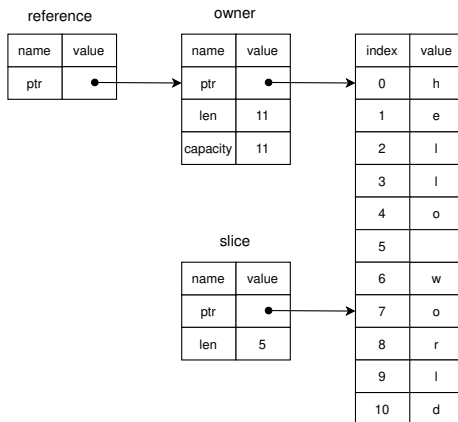 reference
name value
ptr
owner
name value
ptr
len 11
capacity 11
slice
name value
ptr
len 5
index value
0 h
1 e
2 l
3 l
4 o
5
6 w
7 o
8 r
9 l
10 d